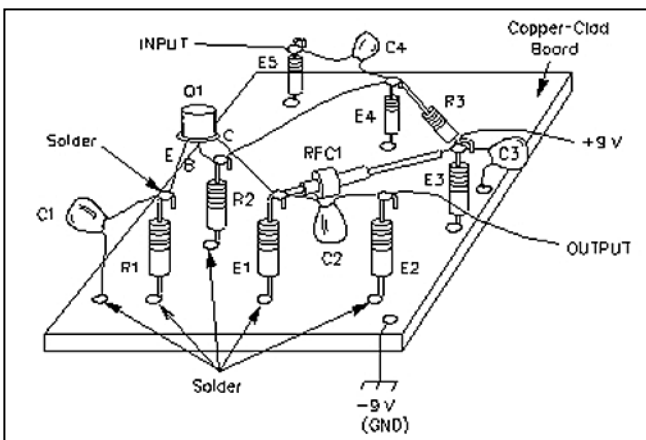 Copper-Clad
Board
INPUT
E5
C4
Q1
E4
R3
Solder
E
B
C
RFC1
+9 V
C3
E3
R2
C1
R1
E1
C2
E2
OUTPUT
Solder
-9 V
(GND)